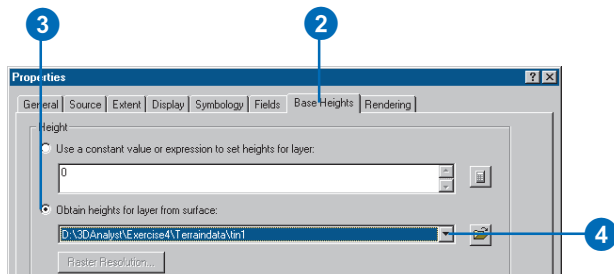 3
2
Properties
General Source Extent Display Symbology Fields Base Heights Rendering
Height
Use a constant value or expression to set heights for layer:
0
Obtain heights for layer from surface:
D:\3DAnalyst\Exercise4\Terraindata\tin1
4
Raster Resolution...